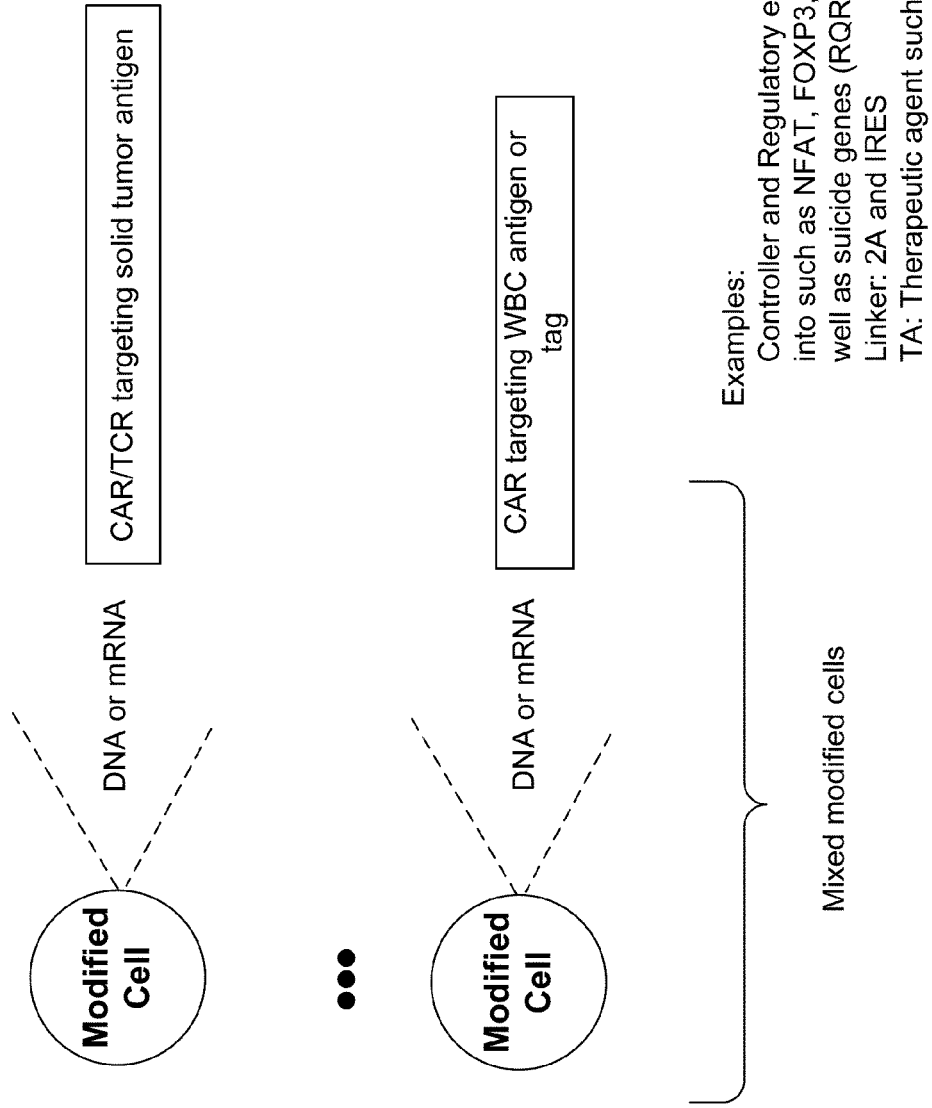 Modified
Cell
DNA or mRNA
CAR/TCR targeting solid tumor antigen
Modified
Cell
DNA or mRNA
CAR targeting WBC antigen or
tag
Mixed modified cells
Examples:
Controller and Regulatory e
into such as NFAT, FOXP3,
well as suicide genes (RQR
Linker: 2A and IRES
TA: Therapeutic agent such